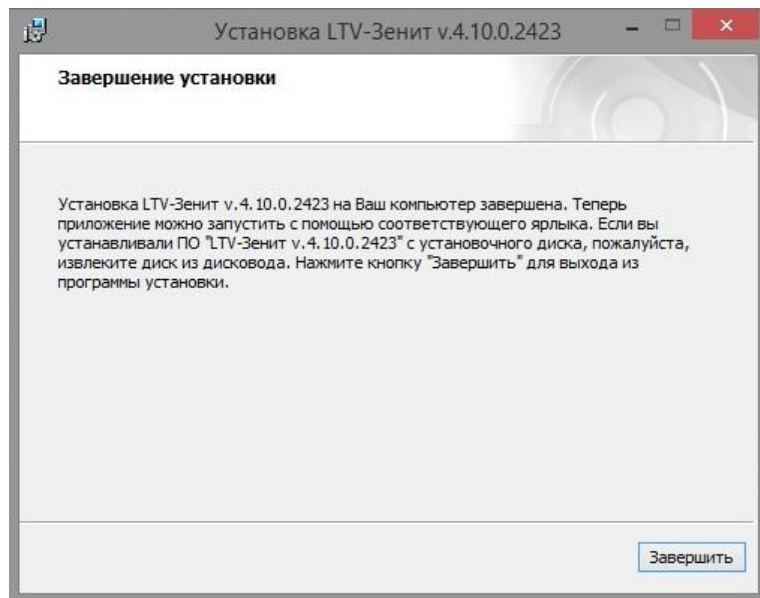 Установка LTV-Зенит v.4.10.0.2423
Завершение установки
Установка LTV-Зенит v.4.10.0.2423 на Ваш компьютер завершена. Теперь
приложение можно запустить с помощью соответствующего ярлыка. Если вы
устанавливали ПО "LTV-Зенит v.4.10.0.2423" с установочного диска, пожалуйста,
извлеките диск из дисковода. Нажмите кнопку "Завершить" для выхода из
программы установки.
Завершить